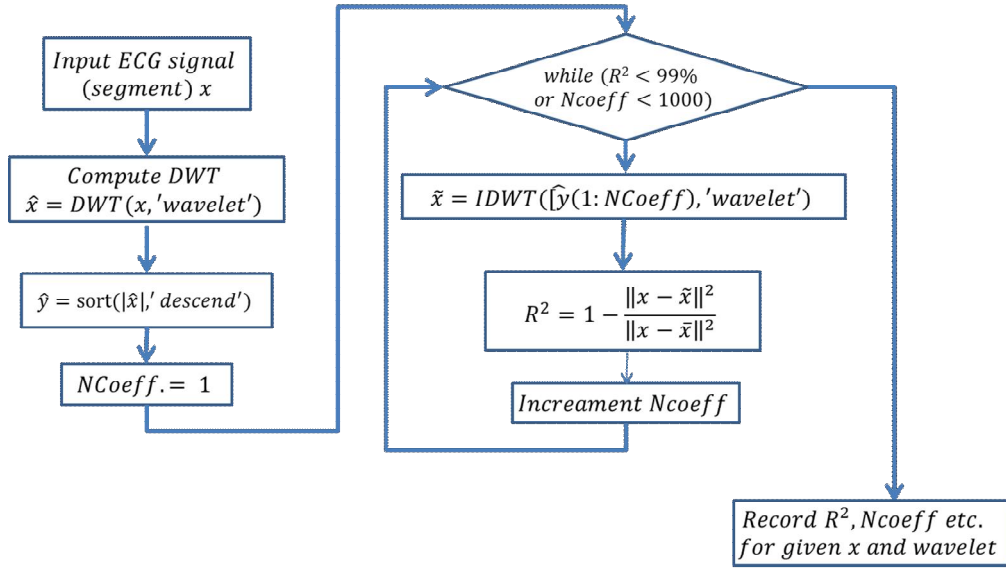 Input ECG signal
(segment) x
Compute DWT
x̂ = DWT(x,'wavelet')
ŷ = sort(|x̂|,' descend')
NCoeff. = 1
while (R² < 99%
or Ncoeff < 1000)
x̃ = IDWT([ŷ(1: NCoeff),'wavelet')
R² = 1 − ‖x − x̃‖² / ‖x − x̄‖²
Increament Ncoeff
Record R², Ncoeff etc.
for given x and wavelet